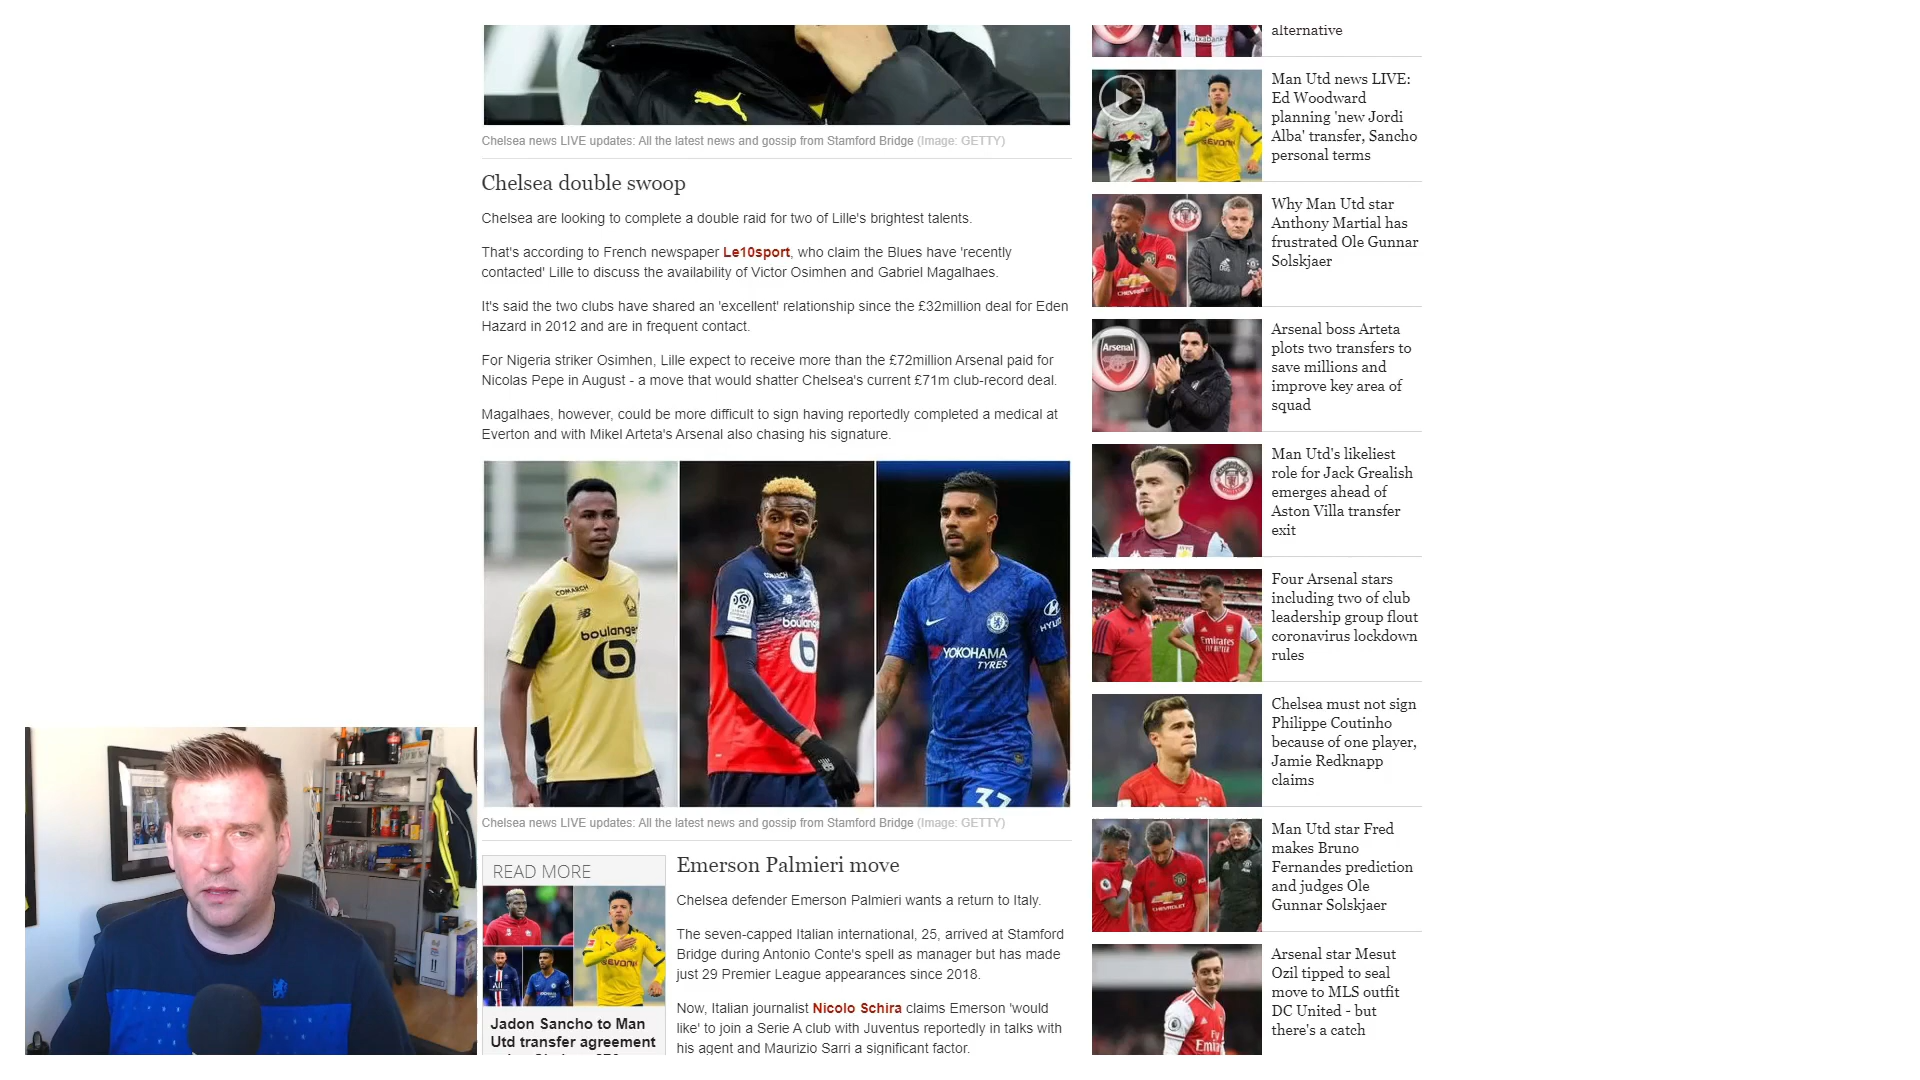 Chelsea news LIVE updates: All the latest news and gossip from Stamford Bridge (Image: GETTY)
Chelsea double swoop
Chelsea are looking to complete a double raid for two of Lille's brightest talents.
That's according to French newspaper Le10sport, who claim the Blues have 'recently
contacted' Lille to discuss the availability of Victor Osimhen and Gabriel Magalhaes.
It's said the two clubs have shared an 'excellent' relationship since the £32million deal for Eden
Hazard in 2012 and are in frequent contact.
For Nigeria striker Osimhen, Lille expect to receive more than the £72million Arsenal paid for
Nicolas Pepe in August - a move that would shatter Chelsea's current £71m club-record deal.
Magalhaes, however, could be more difficult to sign having reportedly completed a medical at
Everton and with Mikel Arteta's Arsenal also chasing his signature.
COMARCH
boulanger
COMARCH
boulanger
YOKOHAMA
TYRES
Chelsea news LIVE updates: All the latest news and gossip from Stamford Bridge (Image: GETTY)
READ MORE
Jadon Sancho to Man
Utd transfer agreement
Emerson Palmieri move
Chelsea defender Emerson Palmieri wants a return to Italy.
The seven-capped Italian international, 25, arrived at Stamford
Bridge during Antonio Conte's spell as manager but has made
just 29 Premier League appearances since 2018.
Now, Italian journalist Nicolo Schira claims Emerson 'would
like' to join a Serie A club with Juventus reportedly in talks with
his agent and Maurizio Sarri a significant factor.
alternative
kutxabank
Man Utd news LIVE:
Ed Woodward
planning 'new Jordi
Alba' transfer, Sancho
personal terms
Why Man Utd star
Anthony Martial has
frustrated Ole Gunnar
Solskjaer
CHEVROLET
Arsenal boss Arteta
plots two transfers to
save millions and
improve key area of
squad
Arsenal
Man Utd's likeliest
role for Jack Grealish
emerges ahead of
Aston Villa transfer
exit
Four Arsenal stars
including two of club
leadership group flout
coronavirus lockdown
rules
Emirates
FLY BETTER
Chelsea must not sign
Philippe Coutinho
because of one player,
Jamie Redknapp
claims
Man Utd star Fred
makes Bruno
Fernandes prediction
and judges Ole
Gunnar Solskjaer
CHEVROLET
Arsenal star Mesut
Ozil tipped to seal
move to MLS outfit
DC United - but
there's a catch